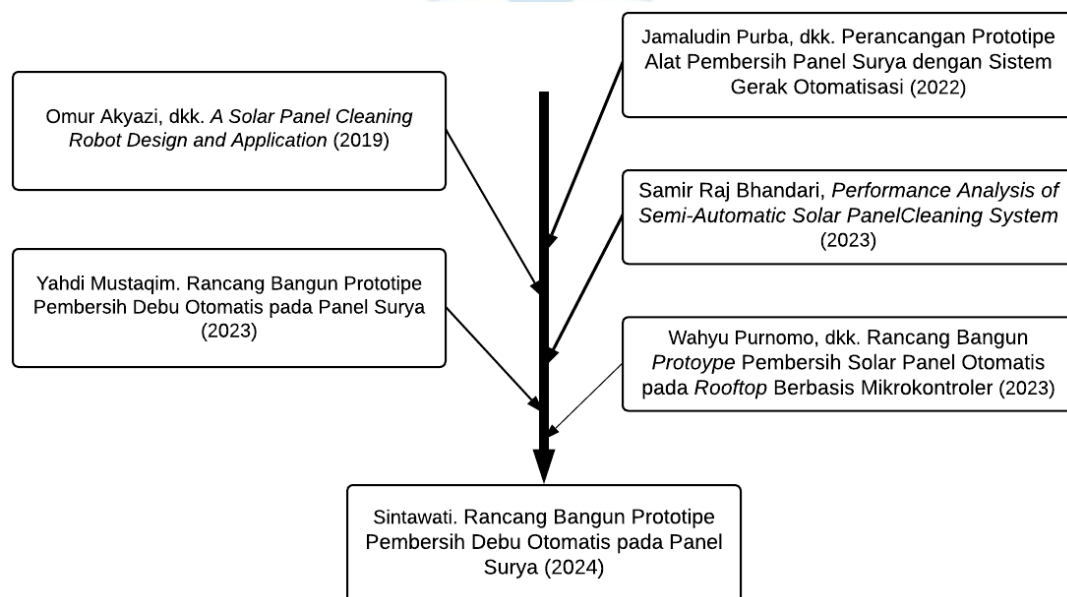 Jamaludin Purba, dkk. Perancangan Prototipe
Alat Pembersih Panel Surya dengan Sistem
Gerak Otomatisasi (2022)
Omur Akyazi, dkk. A Solar Panel Cleaning
Robot Design and Application (2019)
Samir Raj Bhandari, Performance Analysis of
Semi-Automatic Solar PanelCleaning System
(2023)
Yahdi Mustaqim. Rancang Bangun Prototipe
Pembersih Debu Otomatis pada Panel Surya
(2023)
Wahyu Purnomo, dkk. Rancang Bangun
Protoype Pembersih Solar Panel Otomatis
pada Rooftop Berbasis Mikrokontroler (2023)
Sintawati. Rancang Bangun Prototipe
Pembersih Debu Otomatis pada Panel
Surya (2024)